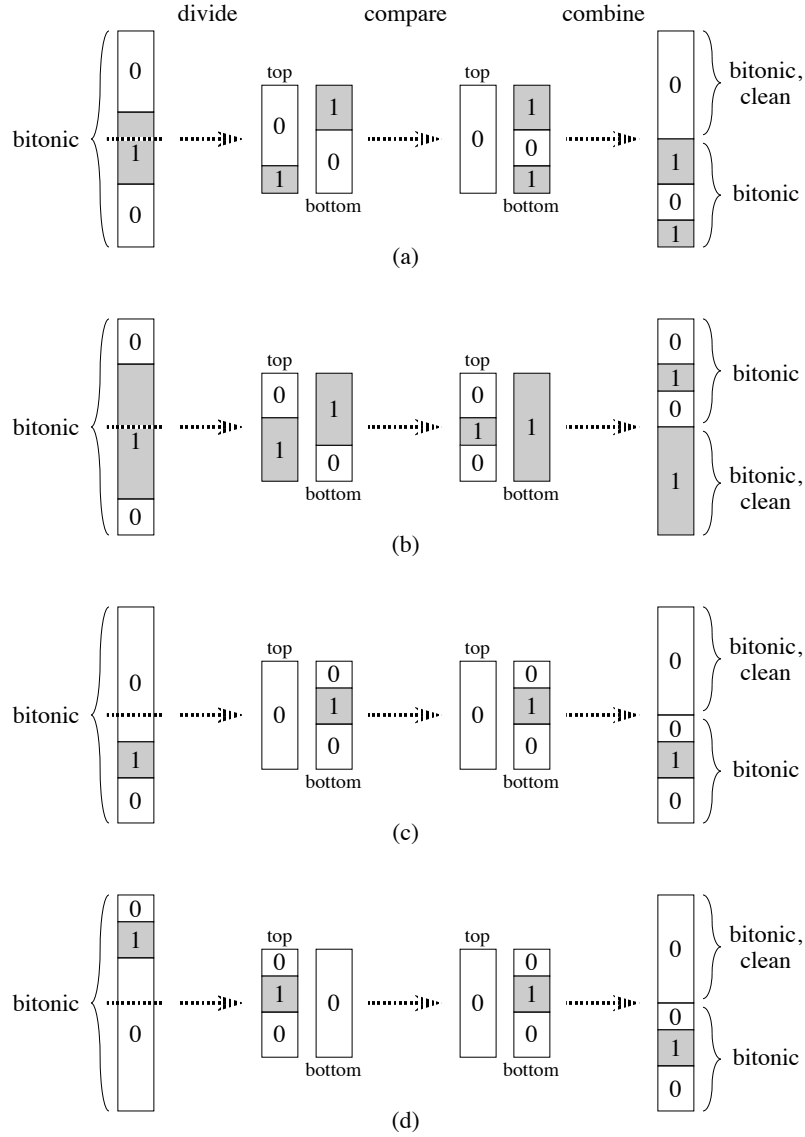 divide compare combine
0 top top bitonic,
1 0 clean
bitonic 1 0 0 0 1
0 1 1 bitonic
0 bottom bottom 0
1
(a)
0 top top 0
0 0 1 bitonic
bitonic 1 1 1 1 0
1 0 0 bitonic,
0 bottom bottom 1 clean
(b)
top top bitonic,
0 0 0 0 clean
bitonic 0 1 0 1 0
1 0 0 1 bitonic
0 bottom bottom 0
(c)
0 top top bitonic,
1 0 0 0 clean
bitonic 1 0 0 1 0
0 0 0 1 bitonic
bottom bottom 0
(d)